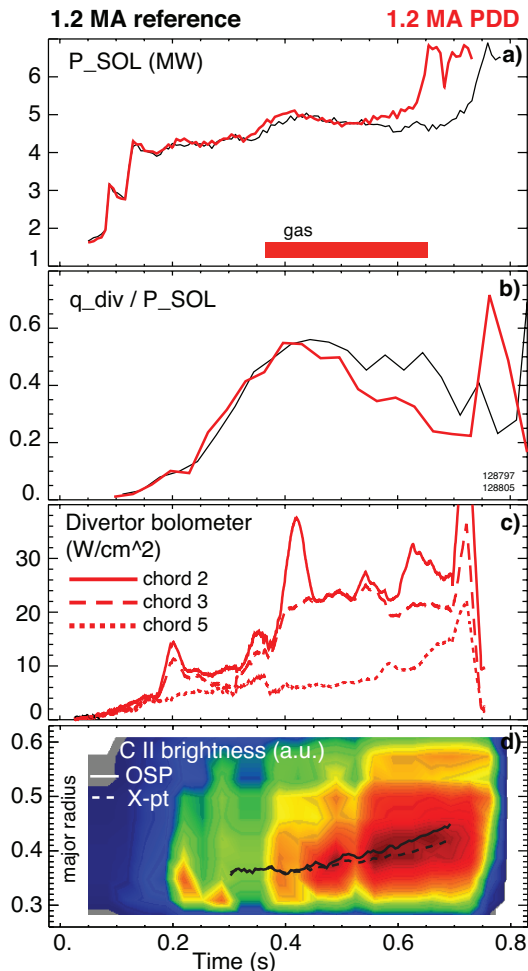 1.2 MA reference 1.2 MA PDD
P_SOL (MW) a)
6
5
4
3
2
1
gas
q_div / P_SOL b)
0.6
0.4
0.2
0.
128797
128805
Divertor bolometer c)
(W/cm^2)
chord 2
chord 3
chord 5
30
20
10
0
C II brightness (a.u.) d)
OSP
X-pt
major radius
0.6
0.5
0.4
0.3
0. 0.2 0.4 0.6 0.8
Time (s)